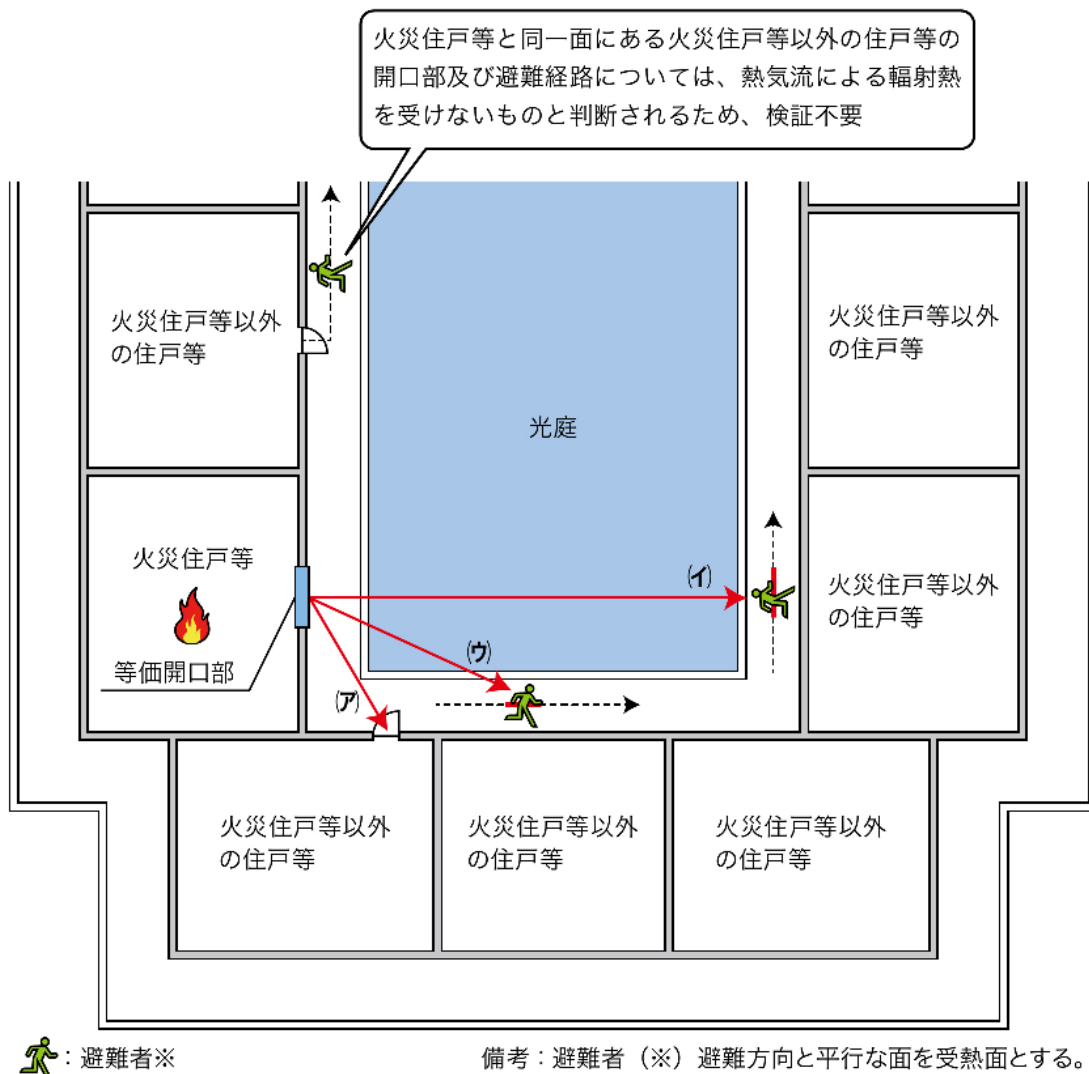 火災住戸等と同一面にある火災住戸等以外の住戸等の
開口部及び避難経路については、熱気流による輻射熱
を受けないものと判断されるため、検証不要
火災住戸等以外
の住戸等
火災住戸等以外
の住戸等
光庭
火災住戸等
等価開口部
(イ)
(ウ)
(ア)
火災住戸等以外
の住戸等
火災住戸等以外
の住戸等
火災住戸等以外
の住戸等
火災住戸等以外
の住戸等
：避難者※
備考：避難者（※）避難方向と平行な面を受熱面とする。